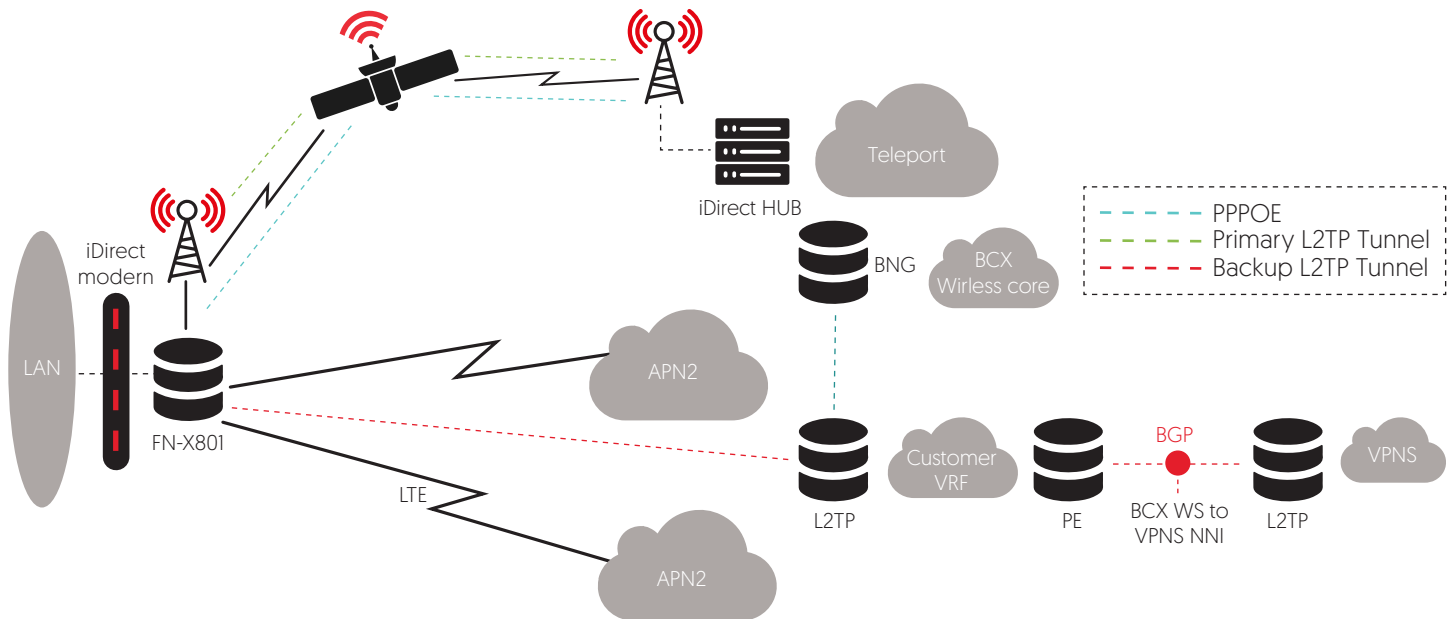 Teleport
iDirect HUB
PPPOE
Primary L2TP Tunnel
Backup L2TP Tunnel
iDirect
modern
BNG
BCX
Wirless core
LAN
APN2
FN-X801
LTE
L2TP
Customer
VRF
PE
BGP
BCX WS to
VPNS NNI
L2TP
VPNS
APN2